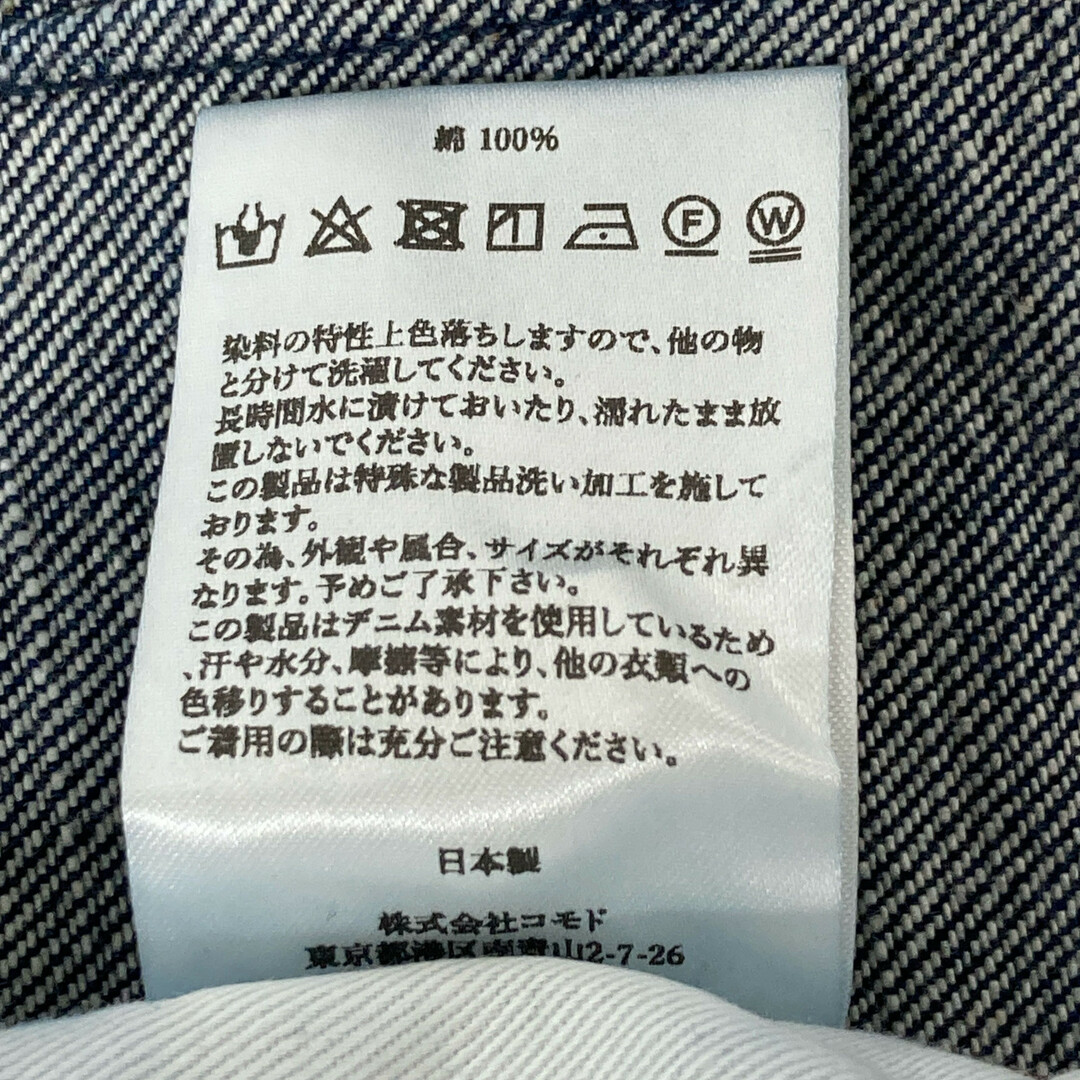 綿 100%
F W
染料の特性上色落ちしますので、他の物
と分けて洗濯してください。
長時間水に漬けておいたり、濡れたまま放
置しないでください。
この製品は特殊な製品洗い加工を施して
おります。
その為、外観や風合、サイズがそれぞれ異
なります。予めご了承下さい。
この製品はデニム素材を使用しているため
、汗や水分、摩擦等により、他の衣類への
色移りすることがあります。
ご着用の際は充分ご注意ください。
日本製
株式会社コモド
東京都港区南青山2-7-26